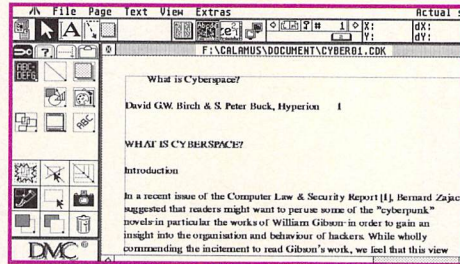 File Page Text View Extras Actual s
A # 1 X: dX:
Y: dY:
F:\CALAMUS\DOCUMENT\CYBER01.CDK
ABC-
DEFG
ABC
What is Cyberspace?
David G.W. Birch & S. Peter Buck, Hyperion 1
WHAT IS CYBERSPACE?
Introduction
In a recent issue of the Computer Law & Security Report [1], Bernard Zajac
suggested that readers might want to peruse some of the "cyberpunk"
novels-in particular the works of William Gibson-in order to gain an
insight into the organisation and behaviour of hackers. While wholly
commending the incitement to read Gibson's work, we feel that this view
DMC ®